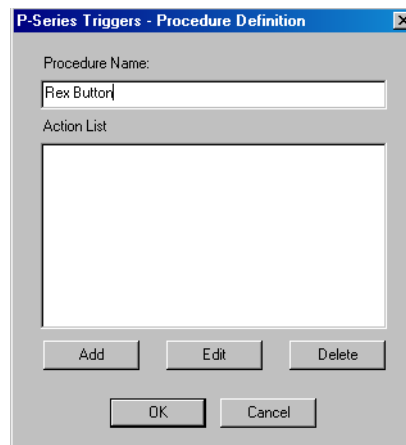 P-Series Triggers - Procedure Definition
Procedure Name:
Rex Button
Action List
Add Edit Delete
OK Cancel